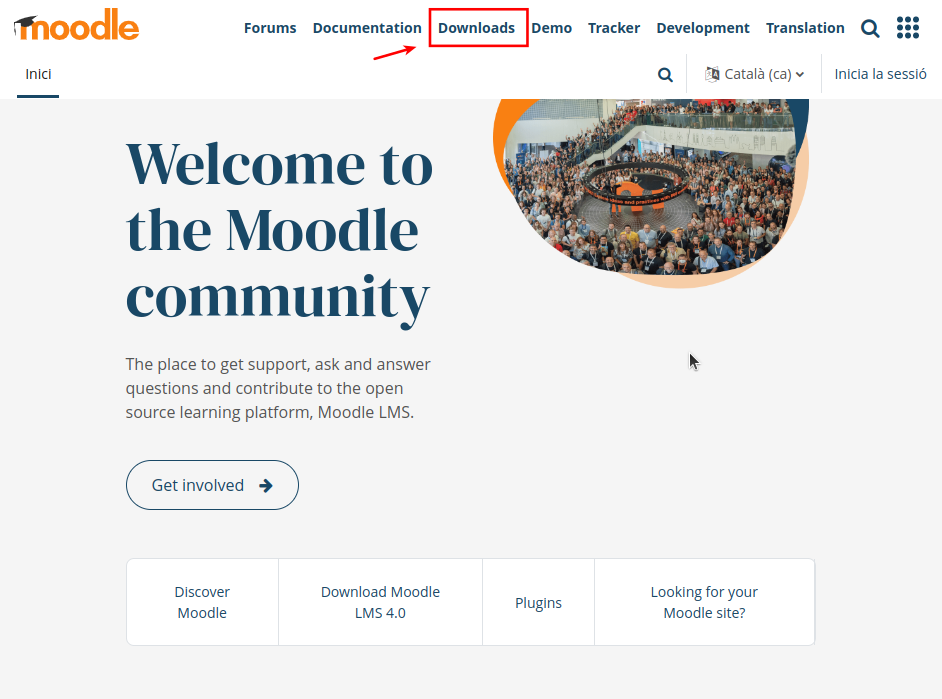 moodle
Forums Documentation Downloads Demo Tracker Development Translation
Inici
Català (ca)
Inicia la sessió
Welcome to
the Moodle
community
The place to get support, ask and answer
questions and contribute to the open
source learning platform, Moodle LMS.
Get involved
Discover
Moodle
Download Moodle
LMS 4.0
Plugins
Looking for your
Moodle site?